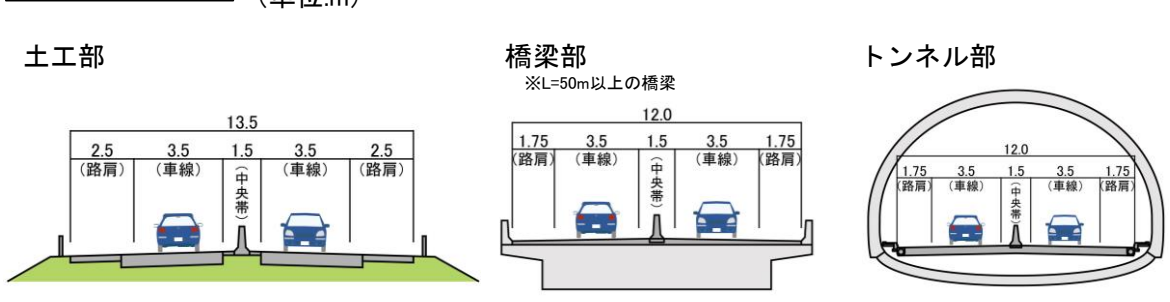 (単位:m)
土工部
13.5
2.5 3.5 1.5 3.5 2.5
(路肩) (車線) (中央帯) (車線) (路肩)
橋梁部
※L=50m以上の橋梁
12.0
1.75 3.5 1.5 3.5 1.75
(路肩) (車線) (中央帯) (車線) (路肩)
トンネル部
12.0
1.75 3.5 1.5 3.5 1.75
(路肩) (車線) (中央帯) (車線) (路肩)